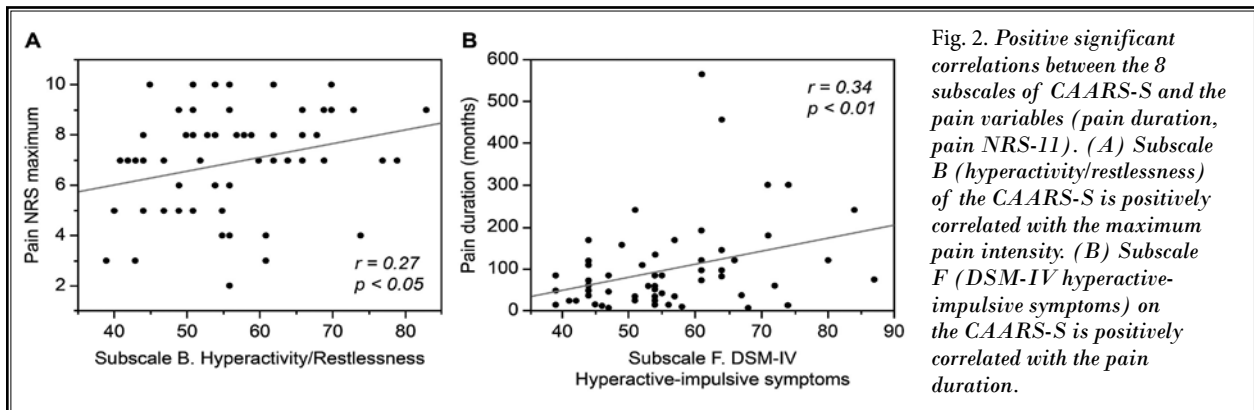 A
Pain NRS maximum
10
8
6
4
2
r = 0.27
p < 0.05
40 50 60 70 80
Subscale B. Hyperactivity/Restlessness
B
Pain duration (months)
600
500
400
300
200
100
0
r = 0.34
p < 0.01
40 50 60 70 80 90
Subscale F. DSM-IV
Hyperactive-impulsive symptoms
Fig. 2. Positive significant
correlations between the 8
subscales of CAARS-S and the
pain variables (pain duration,
pain NRS-11). (A) Subscale
B (hyperactivity/restlessness)
of the CAARS-S is positively
correlated with the maximum
pain intensity. (B) Subscale
F (DSM-IV hyperactive-
impulsive symptoms) on
the CAARS-S is positively
correlated with the pain
duration.